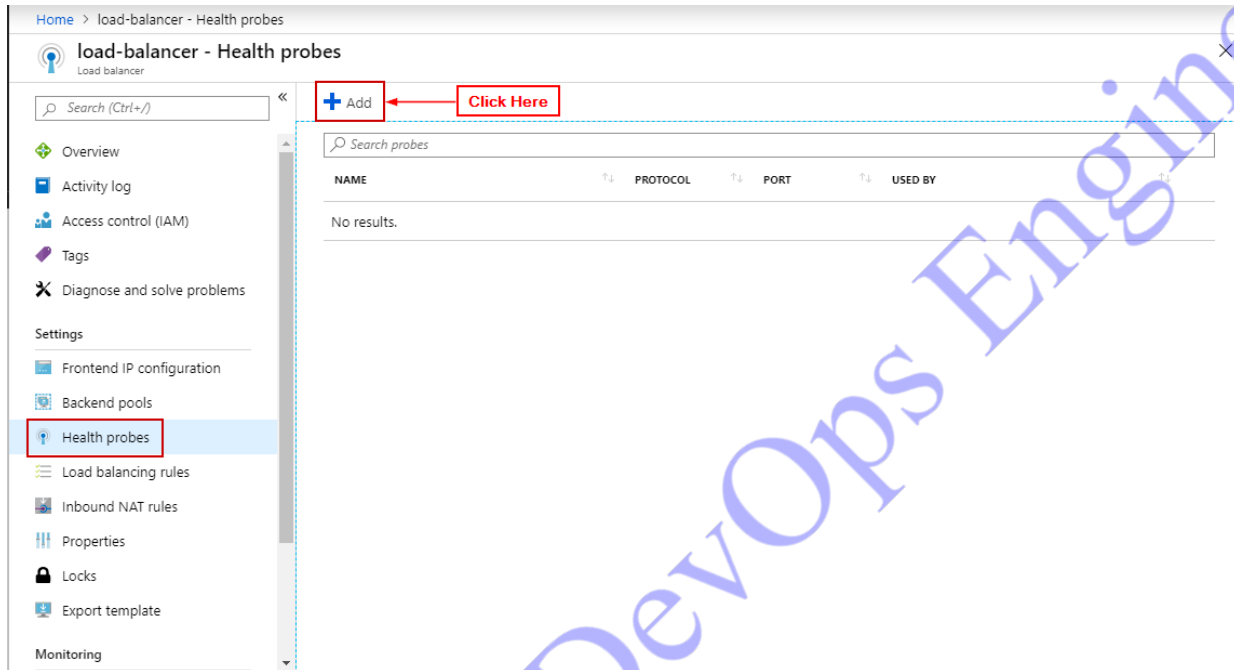 Home > load-balancer - Health probes
load-balancer - Health probes
Load balancer
Search (Ctrl+/)
«
Overview
Activity log
Access control (IAM)
Tags
Diagnose and solve problems
Settings
Frontend IP configuration
Backend pools
Health probes
Load balancing rules
Inbound NAT rules
Properties
Locks
Export template
Monitoring
+ Add
Click Here
Search probes
NAME ↑↓ PROTOCOL ↑↓ PORT ↑↓ USED BY ↑↓
No results.
DevOps Engin